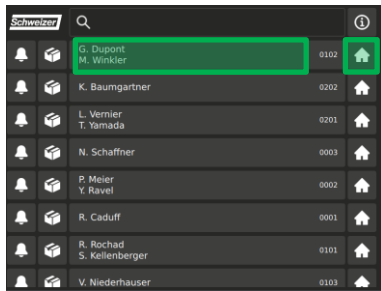 Schweizer
G. Dupont
M. Winkler
0102
K. Baumgartner
0202
L. Vernier
T. Yamada
0201
N. Schaffner
0003
P. Meier
Y. Ravel
0002
R. Caduff
0001
R. Rochad
S. Kellenberger
0101
V. Niederhauser
0103